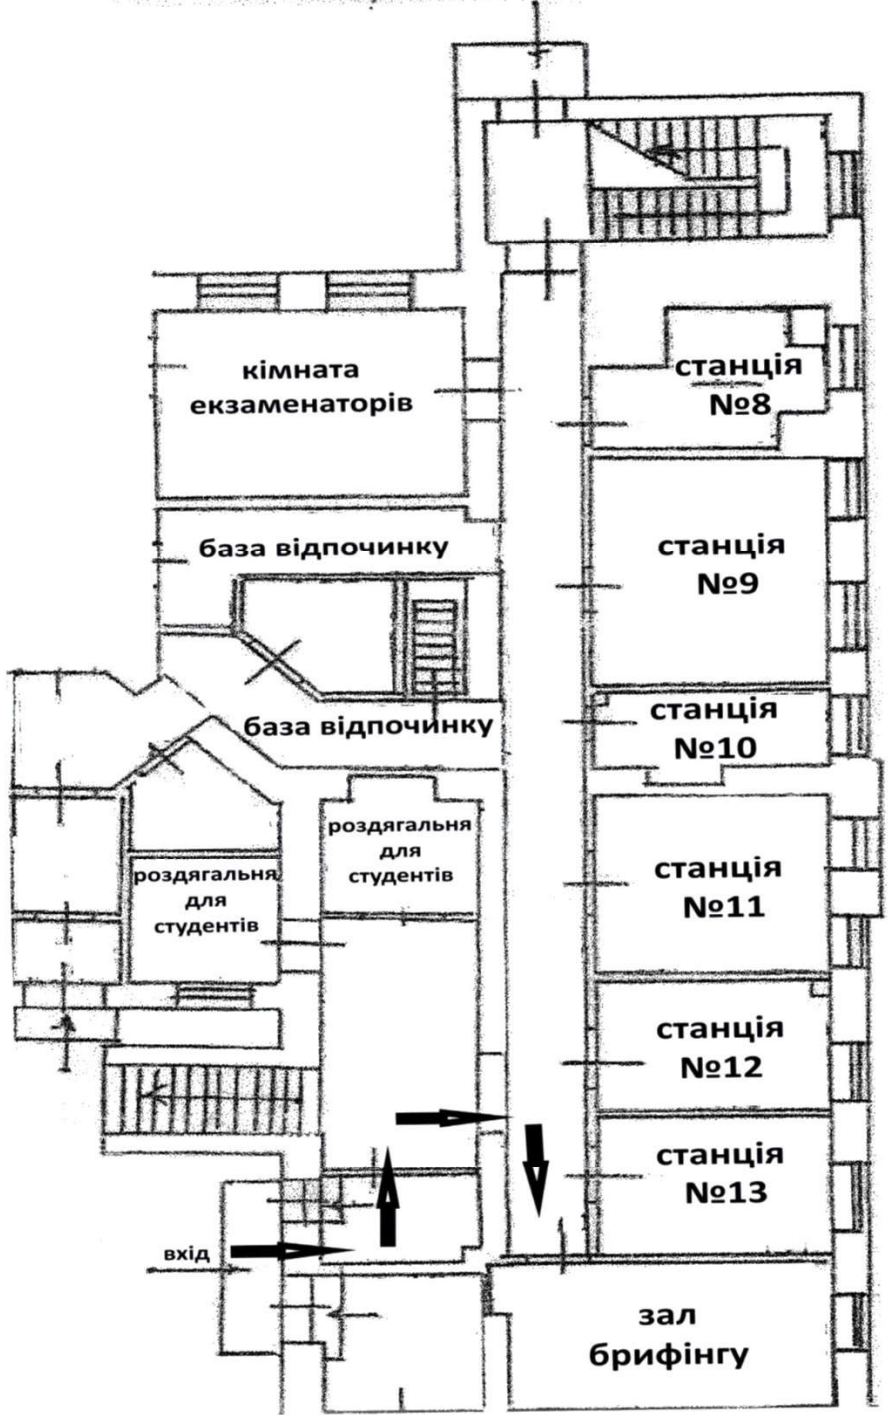 станція
№8
кімната
екзаменаторів
база відпочинку
станція
№9
база відпочинку
станція
№10
роздягальня
для
студентів
роздягальня
для
студентів
станція
№11
станція
№12
станція
№13
вхід
зал
брифінгу